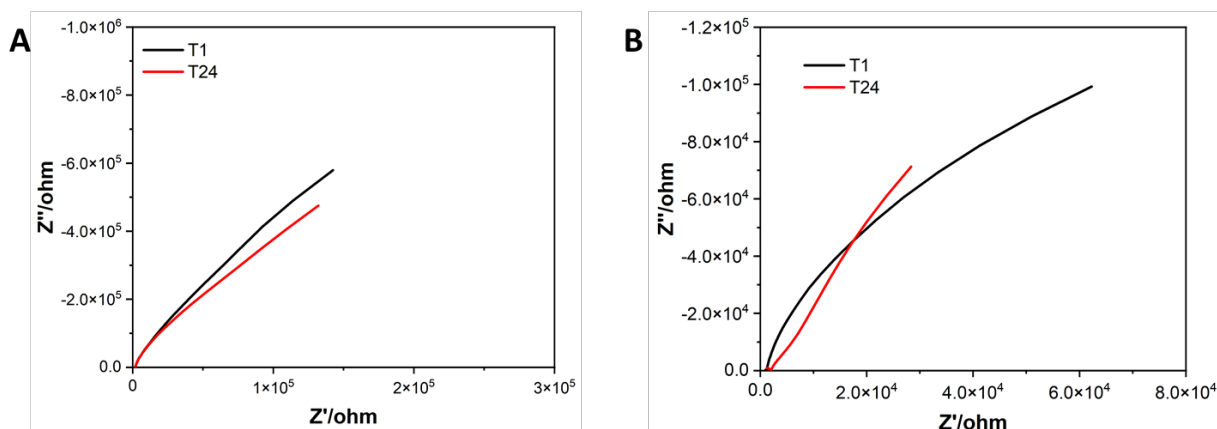 A
-1.0×10⁶
-8.0×10⁵
-6.0×10⁵
-4.0×10⁵
-2.0×10⁵
0.0
Z''/ohm
T1
T24
0
1×10⁵
2×10⁵
3×10⁵
Z'/ohm
B
-1.2×10⁵
-1.0×10⁵
-8.0×10⁴
-6.0×10⁴
-4.0×10⁴
-2.0×10⁴
0.0
Z''/ohm
T1
T24
0.0
2.0×10⁴
4.0×10⁴
6.0×10⁴
8.0×10⁴
Z'/ohm